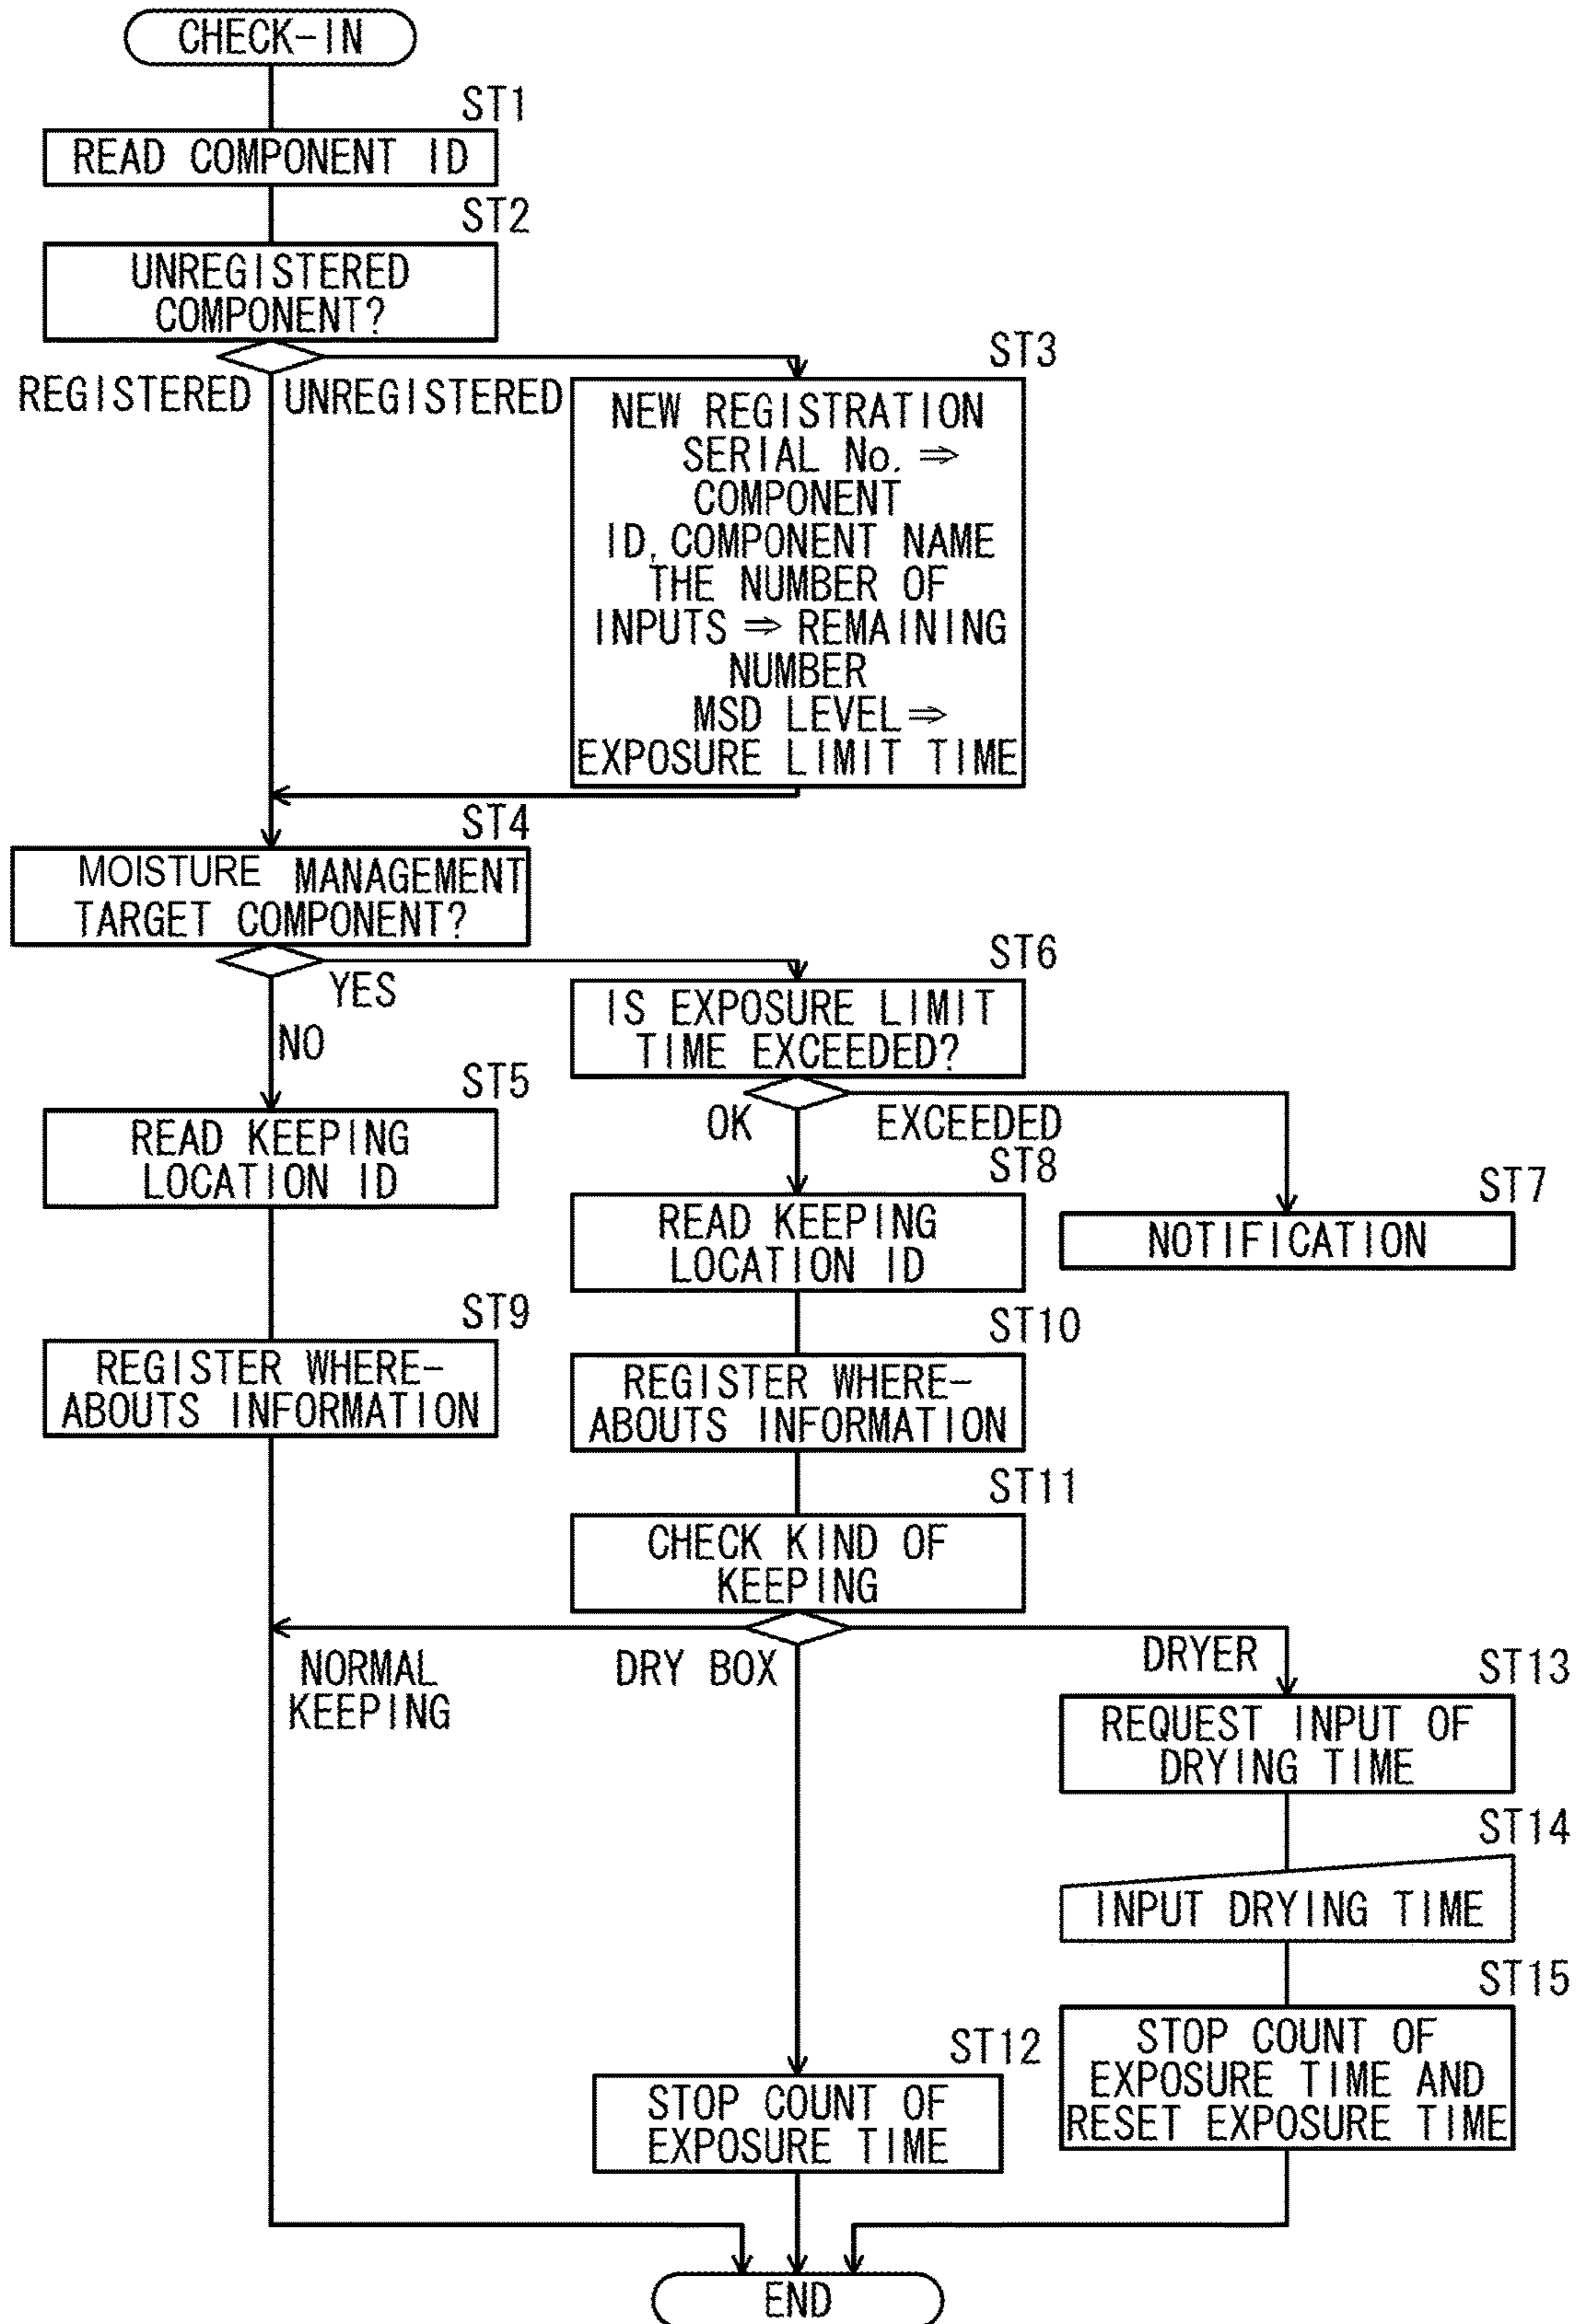 CHECK-IN
ST1
READ COMPONENT ID
ST2
UNREGISTERED
COMPONENT?
REGISTERED
UNREGISTERED
ST3
NEW REGISTRATION
SERIAL No. ⇒
COMPONENT
ID, COMPONENT NAME
THE NUMBER OF
INPUTS ⇒ REMAINING
NUMBER
MSD LEVEL ⇒
EXPOSURE LIMIT TIME
ST4
MOISTURE MANAGEMENT
TARGET COMPONENT?
YES
NO
ST6
IS EXPOSURE LIMIT
TIME EXCEEDED?
OK
EXCEEDED
ST5
READ KEEPING
LOCATION ID
ST8
READ KEEPING
LOCATION ID
ST7
NOTIFICATION
ST9
REGISTER WHERE-
ABOUTS INFORMATION
ST10
REGISTER WHERE-
ABOUTS INFORMATION
ST11
CHECK KIND OF
KEEPING
NORMAL
KEEPING
DRY BOX
DRYER
ST13
REQUEST INPUT OF
DRYING TIME
ST14
INPUT DRYING TIME
ST15
STOP COUNT OF
EXPOSURE TIME AND
RESET EXPOSURE TIME
ST12
STOP COUNT OF
EXPOSURE TIME
END